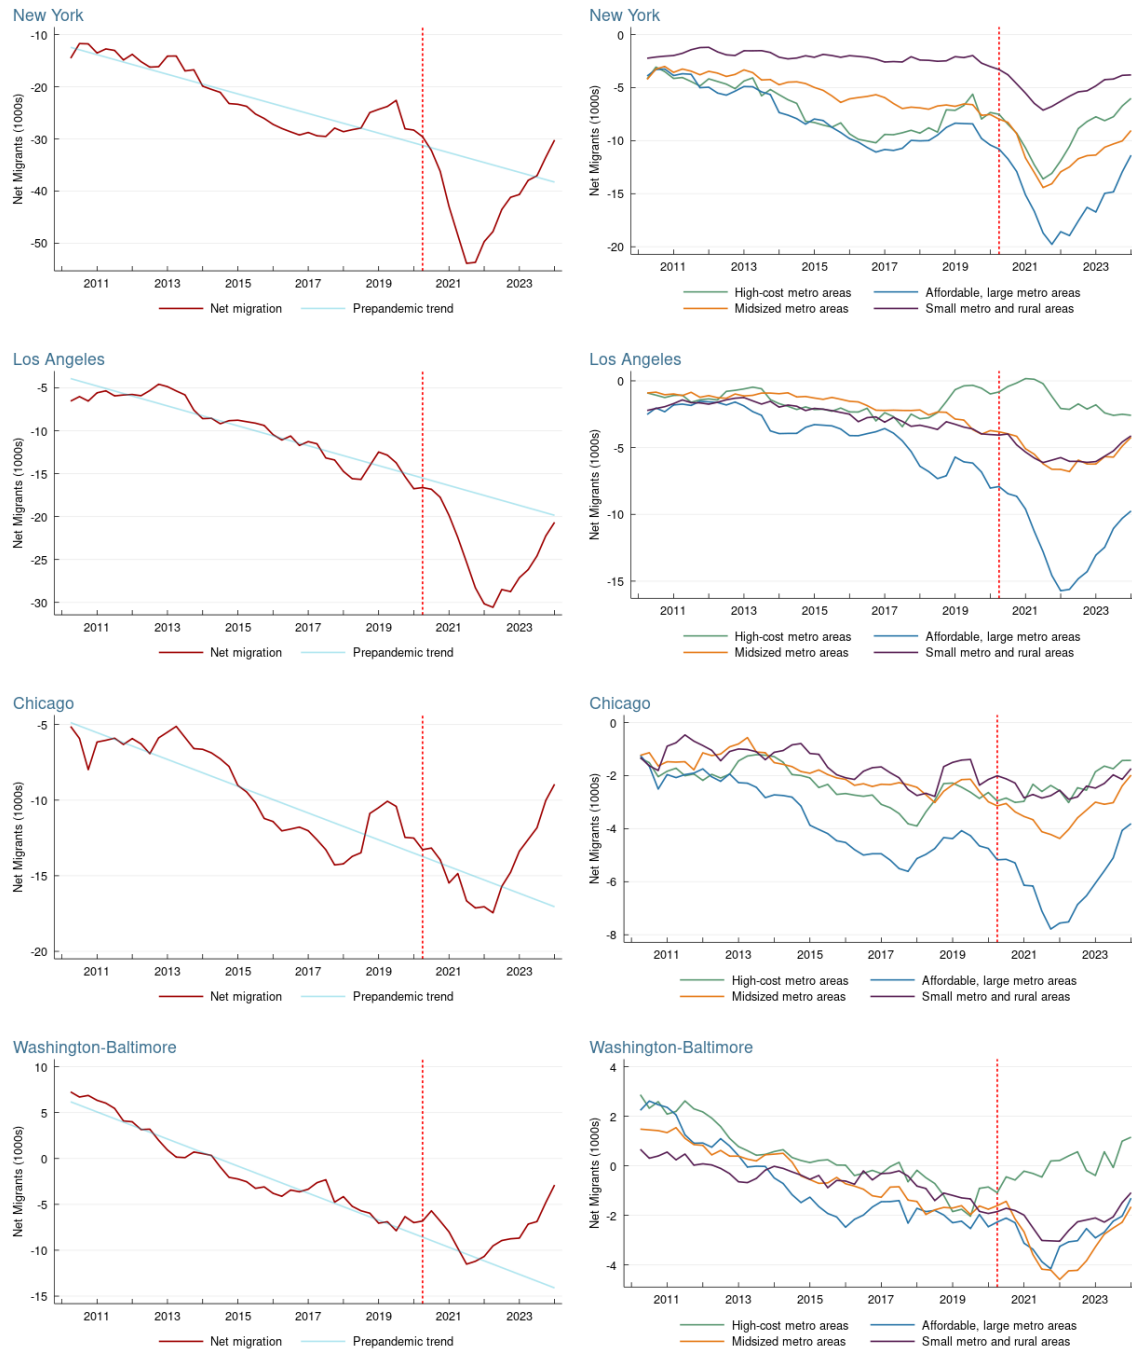 New York
Net Migrants (1000s)
-10
-20
-30
-40
-50
2011 2013 2015 2017 2019 2021 2023
Net migration Prepandemic trend
New York
Net Migrants (1000s)
0
-5
-10
-15
-20
2011 2013 2015 2017 2019 2021 2023
High-cost metro areas Affordable, large metro areas
Midsized metro areas Small metro and rural areas
Los Angeles
Net Migrants (1000s)
-5
-10
-15
-20
-25
-30
2011 2013 2015 2017 2019 2021 2023
Net migration Prepandemic trend
Los Angeles
Net Migrants (1000s)
0
-5
-10
-15
2011 2013 2015 2017 2019 2021 2023
High-cost metro areas Affordable, large metro areas
Midsized metro areas Small metro and rural areas
Chicago
Net Migrants (1000s)
-5
-10
-15
-20
2011 2013 2015 2017 2019 2021 2023
Net migration Prepandemic trend
Chicago
Net Migrants (1000s)
0
-2
-4
-6
-8
2011 2013 2015 2017 2019 2021 2023
High-cost metro areas Affordable, large metro areas
Midsized metro areas Small metro and rural areas
Washington-Baltimore
Net Migrants (1000s)
10
5
0
-5
-10
-15
2011 2013 2015 2017 2019 2021 2023
Net migration Prepandemic trend
Washington-Baltimore
Net Migrants (1000s)
4
2
0
-2
-4
2011 2013 2015 2017 2019 2021 2023
High-cost metro areas Affordable, large metro areas
Midsized metro areas Small metro and rural areas